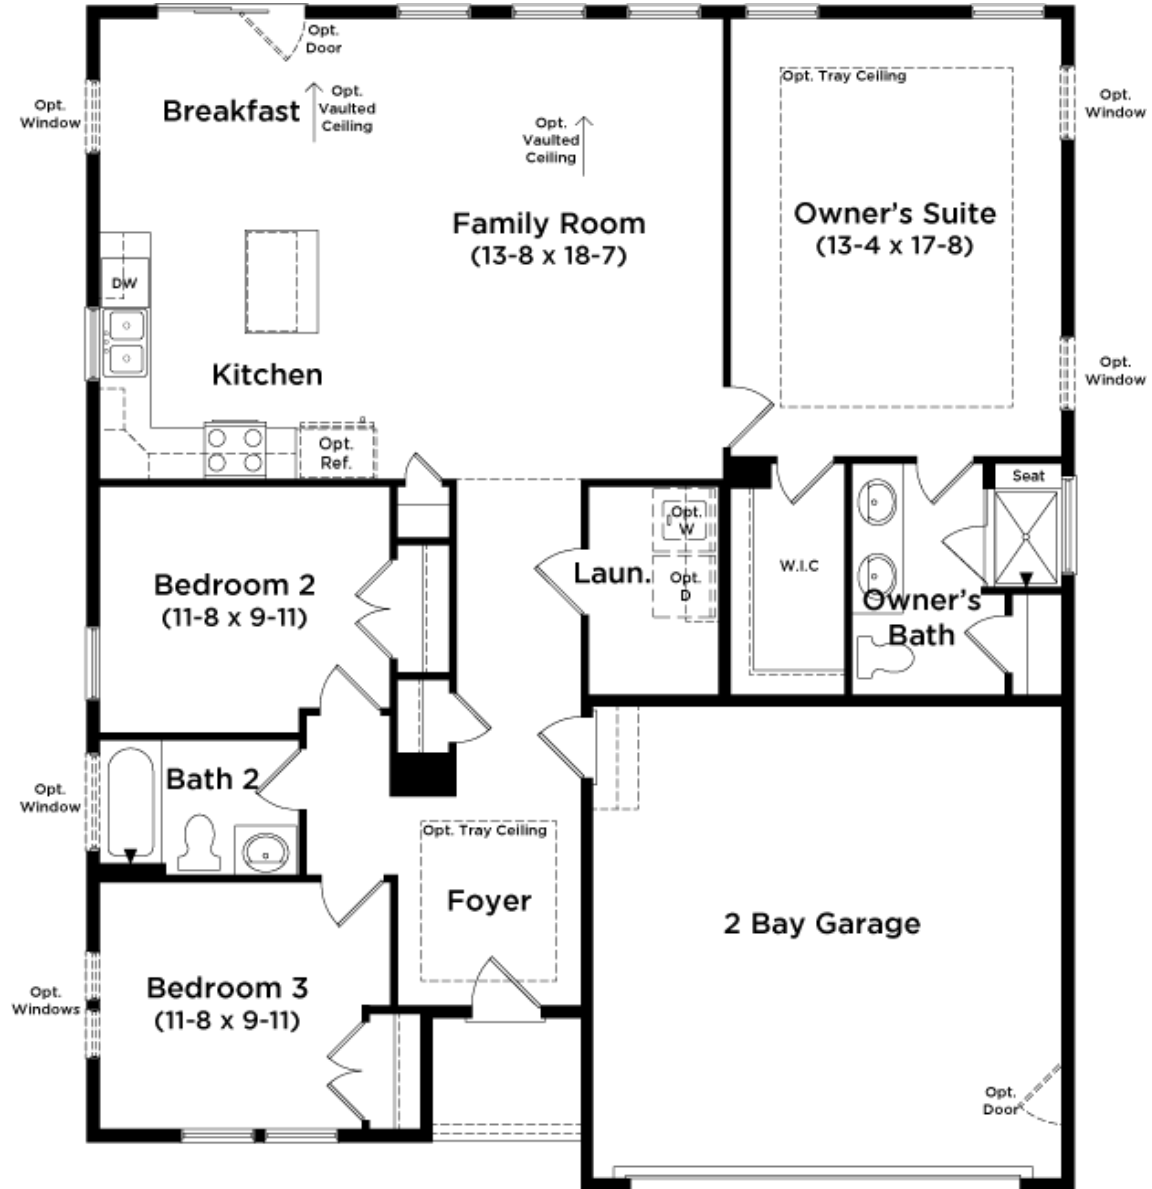 Opt.
Door
Opt.
Window
Breakfast
Opt.
Vaulted
Ceiling
Opt.
Vaulted
Ceiling
Opt. Tray Ceiling
Opt.
Window
Family Room
(13-8 x 18-7)
Owner's Suite
(13-4 x 17-8)
DW
Kitchen
Opt.
Window
Opt.
Ref.
Seat
Opt.
W
Laun.
Opt.
D
W.I.C
Bedroom 2
(11-8 x 9-11)
Owner's
Bath
Bath 2
Opt.
Window
Opt. Tray Ceiling
Foyer
2 Bay Garage
Bedroom 3
(11-8 x 9-11)
Opt.
Windows
Opt.
Door